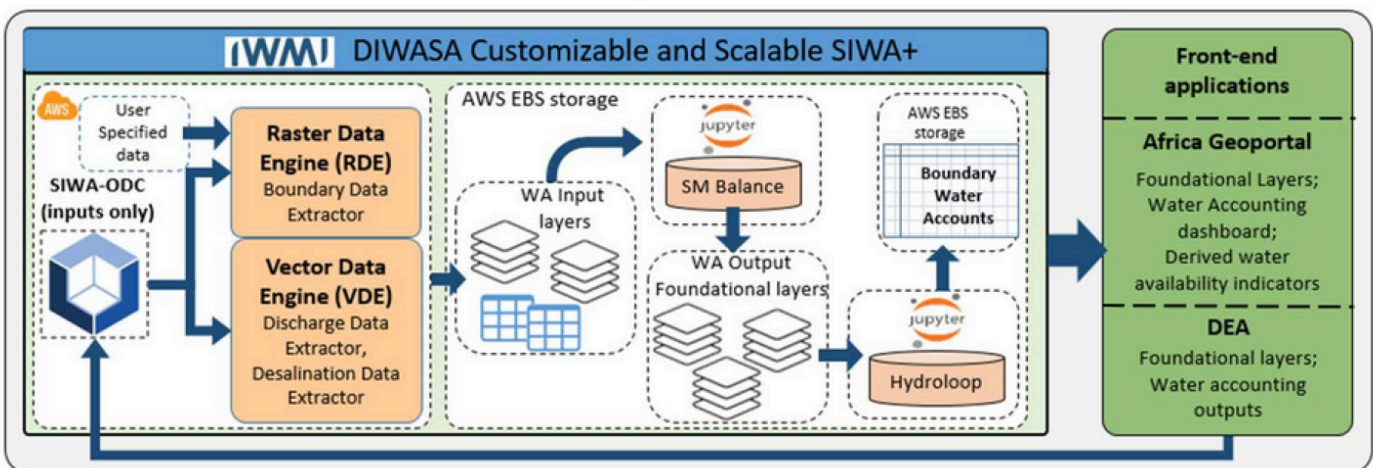 IWMI DIWASA Customizable and Scalable SIWA+
AWS
User
Specified
data
SIWA-ODC
(inputs only)
Raster Data
Engine (RDE)
Boundary Data
Extractor
Vector Data
Engine (VDE)
Discharge Data
Extractor,
Desalination Data
Extractor
AWS EBS storage
WA Input
layers
jupyter
SM Balance
WA Output
Foundational layers
jupyter
Hydroloop
AWS EBS
storage
Boundary
Water
Accounts
Front-end
applications
Africa Geoportal
Foundational Layers;
Water Accounting
dashboard;
Derived water
availability indicators
DEA
Foundational layers;
Water accounting
outputs